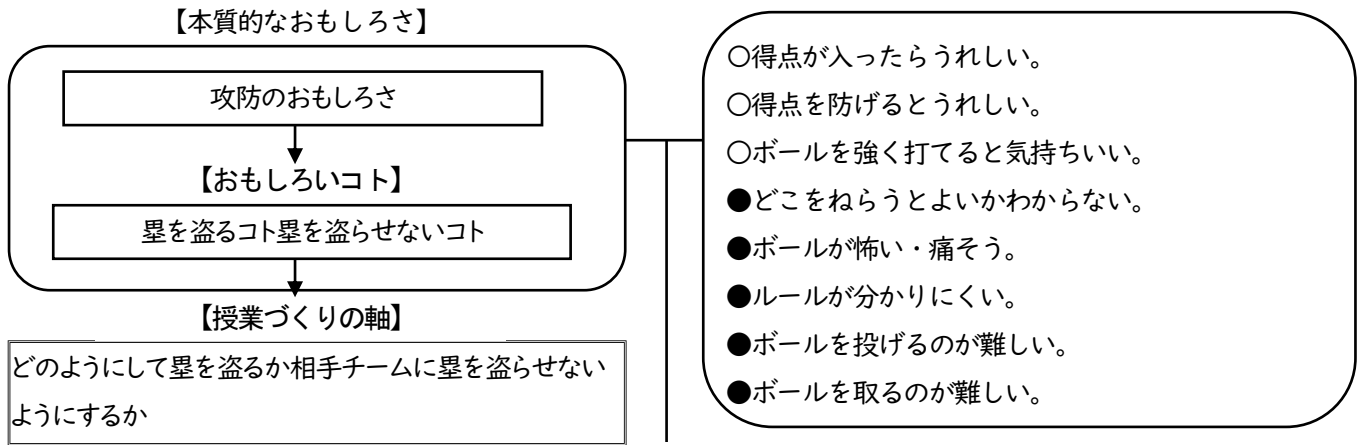 【本質的なおもしろさ】
攻防のおもしろさ
【おもしろいコト】
塁を盗るコト塁を盗らせないコト
【授業づくりの軸】
どのようにして塁を盗るか相手チームに塁を盗らせない
ようにするか
○得点が入ったらうれしい。
○得点を防げるとうれしい。
○ボールを強く打てると気持ちいい。
●どこをねらうとよいかわからない。
●ボールが怖い・痛そう。
●ルールが分かりにくい。
●ボールを投げるのが難しい。
●ボールを取るのが難しい。